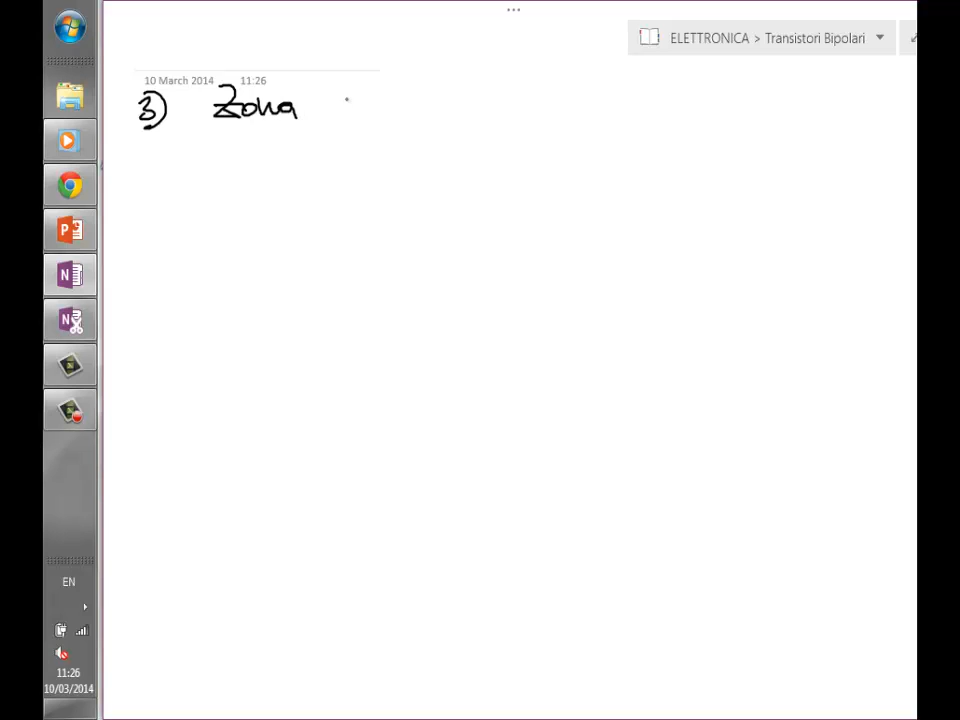 ELETTRONICA > Transistori Bipolari
10 March 2014 11:26
3) Zona
EN
11:26
10/03/2014